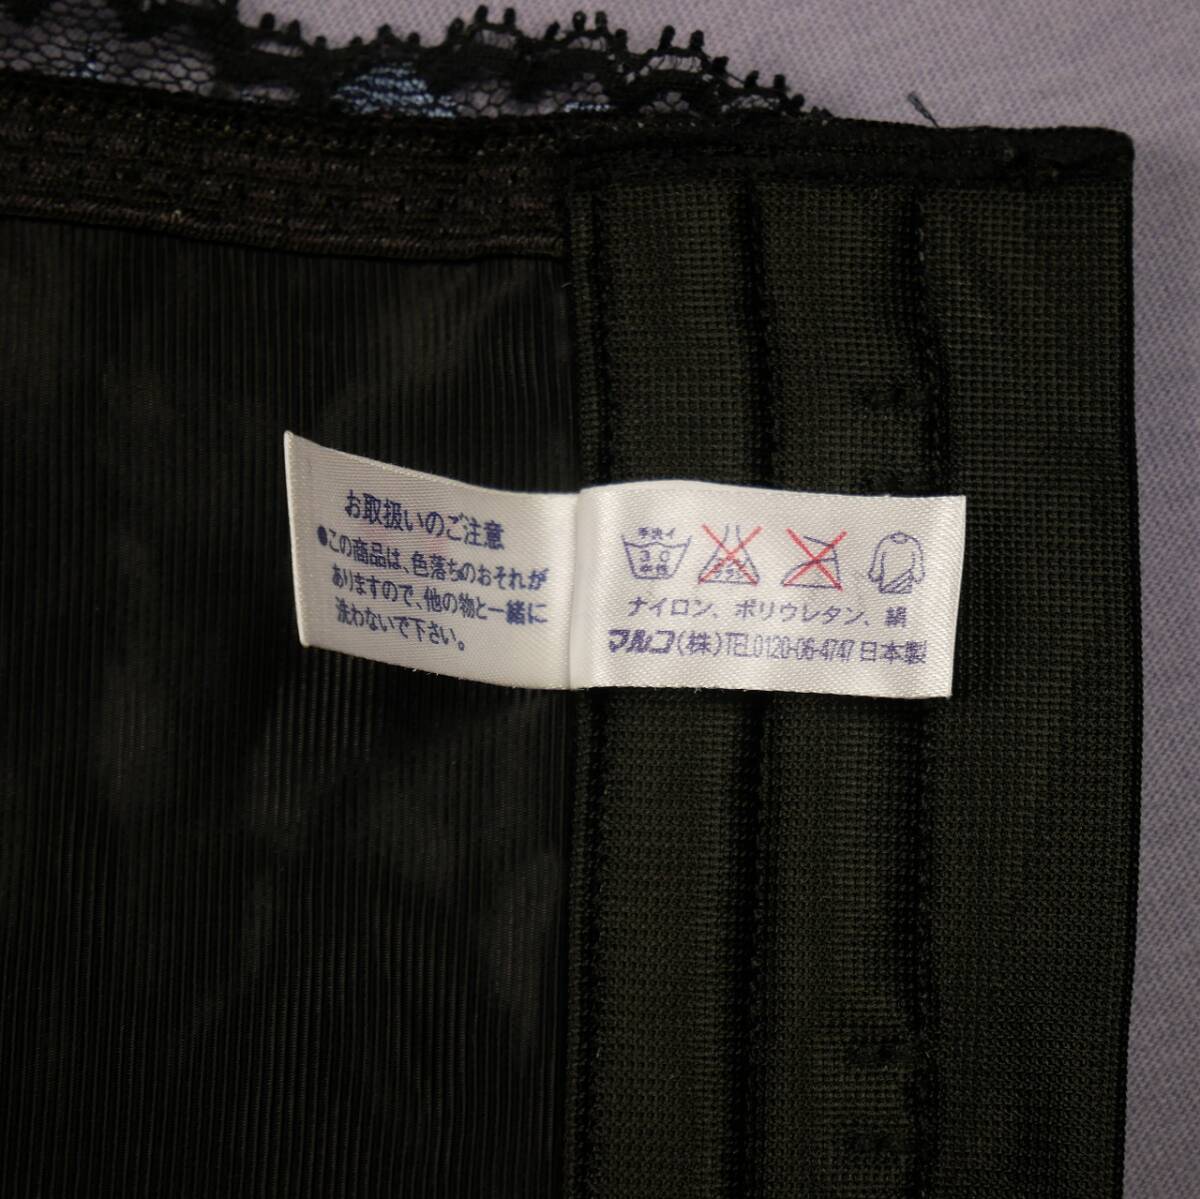 お取扱いのご注意
●この商品は、色落ちのおそれが
ありますので、他の物と一緒に
洗わないで下さい。
手洗イ
30
中性
ナイロン、ポリウレタン、絹
マルコ(株)TEL0120-06-4747 日本製